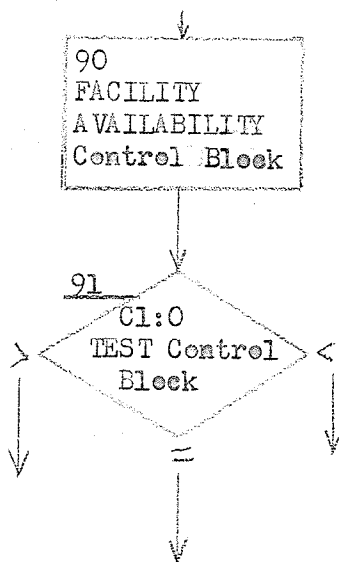 90
FACILITY
AVAILABILITY
Control Block
91
C1:0
TEST Control
Block
> <
=